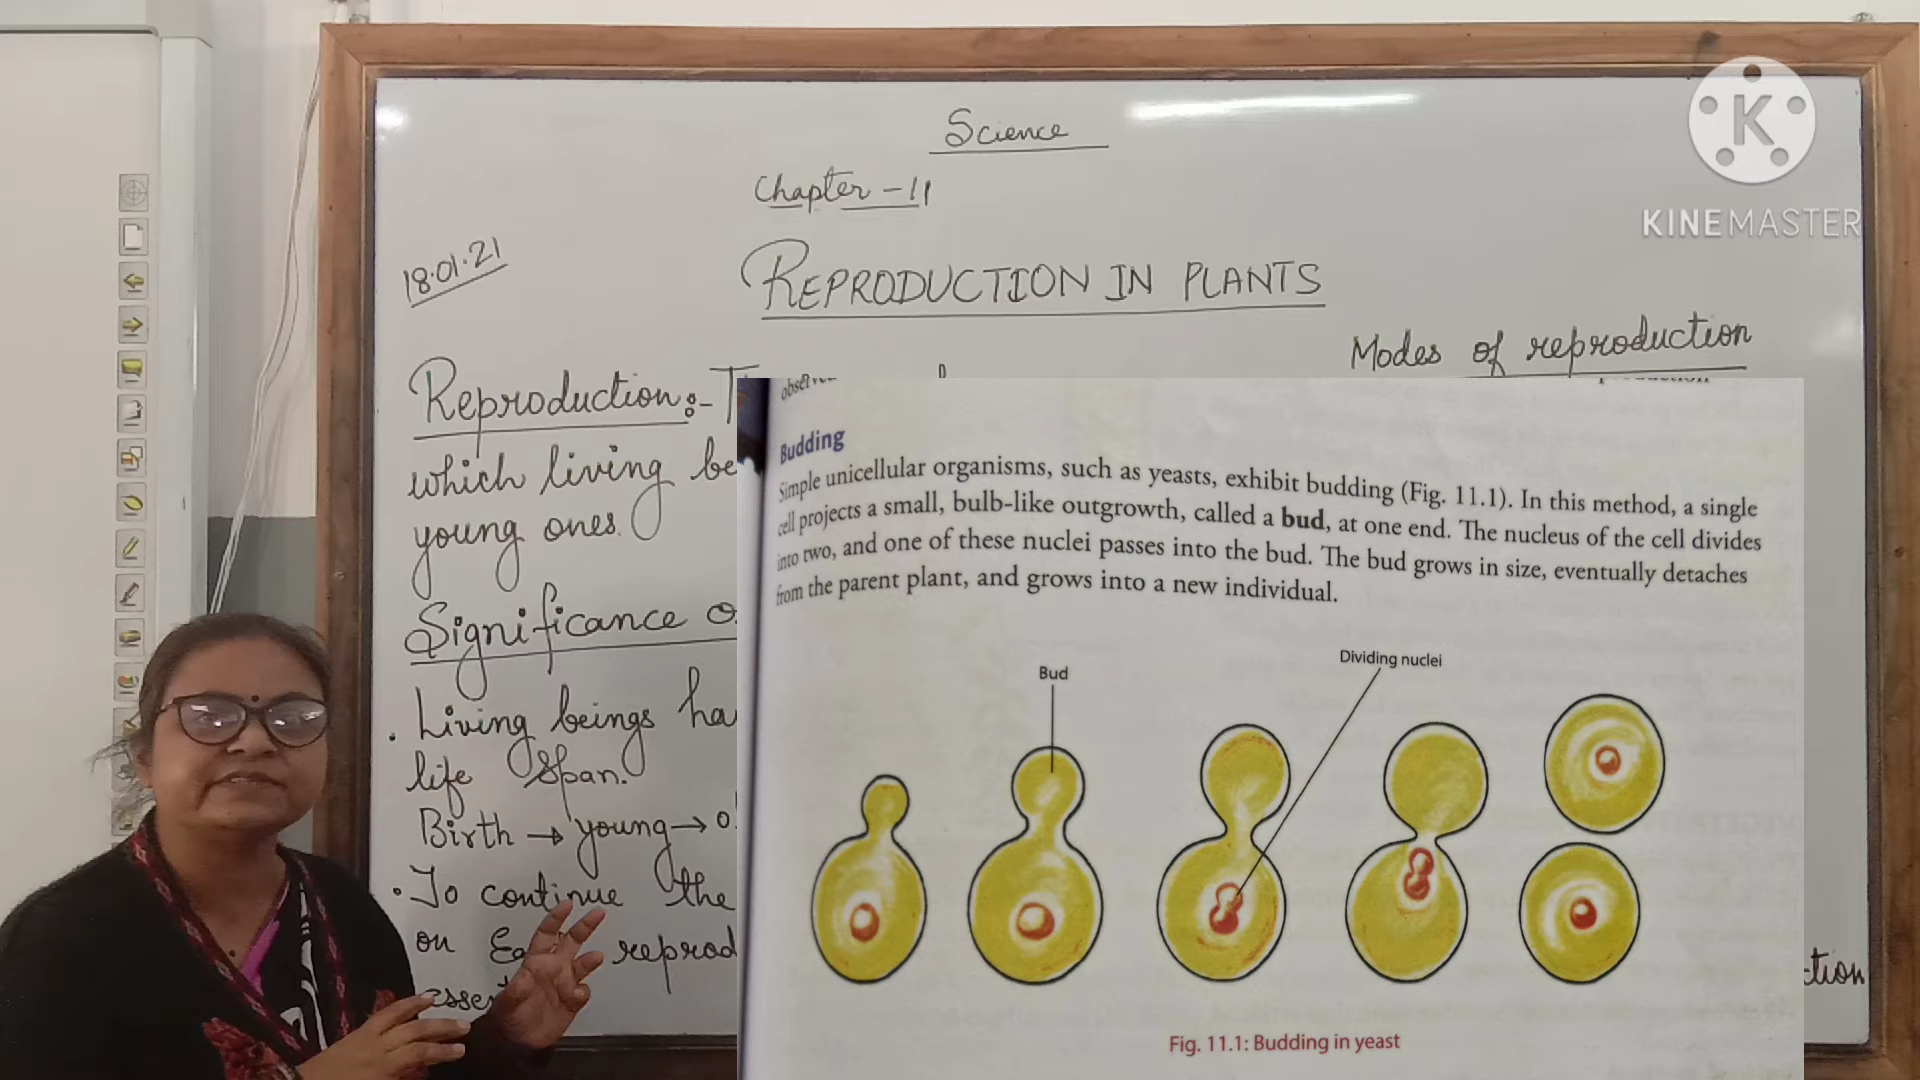 Science
Chapter - 11
18.01.21
REPRODUCTION IN PLANTS
Modes of reproduction
Reproduction :-
which living be
young ones.
Significance
. Living beings ha
life span.
Birth → young →
. To continue the
on reprod
ction
Budding
Simple unicellular organisms, such as yeasts, exhibit budding (Fig. 11.1). In this method, a single
cell projects a small, bulb-like outgrowth, called a bud, at one end. The nucleus of the cell divides
into two, and one of these nuclei passes into the bud. The bud grows in size, eventually detaches
from the parent plant, and grows into a new individual.
Bud
Dividing nuclei
Fig. 11.1: Budding in yeast
K
KINEMASTER